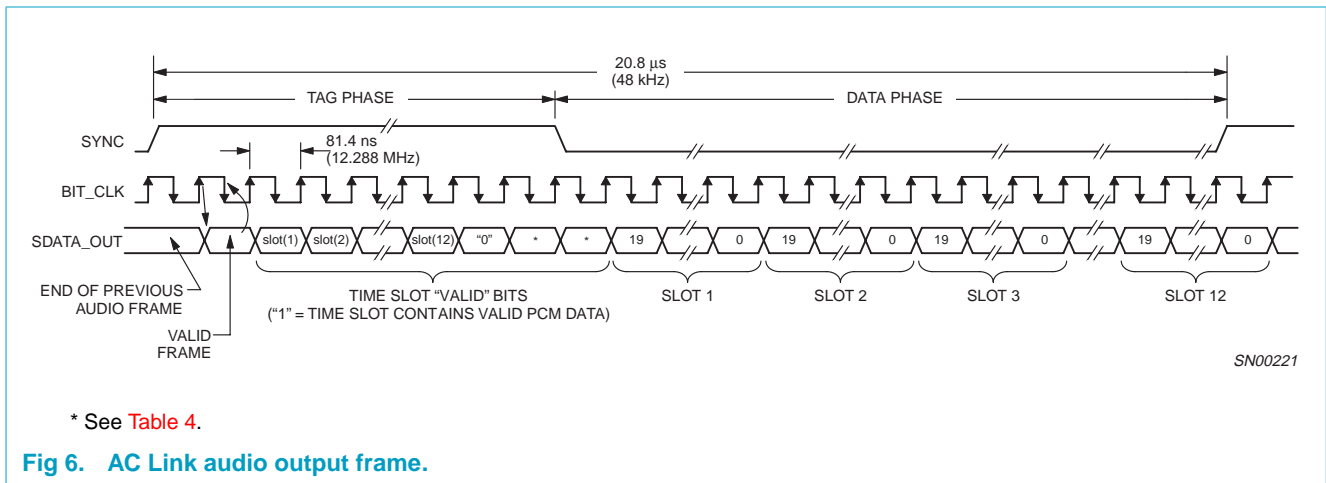 20.8 μs
(48 kHz)
TAG PHASE
DATA PHASE
SYNC
81.4 ns
(12.288 MHz)
BIT_CLK
SDATA_OUT
slot(1) slot(2) slot(12) “0” * * 19 0 19 0 19 0 19 0
END OF PREVIOUS
AUDIO FRAME
VALID
FRAME
TIME SLOT “VALID” BITS
(“1” = TIME SLOT CONTAINS VALID PCM DATA)
SLOT 1
SLOT 2
SLOT 3
SLOT 12
SN00221
* See Table 4.
Fig 6. AC Link audio output frame.